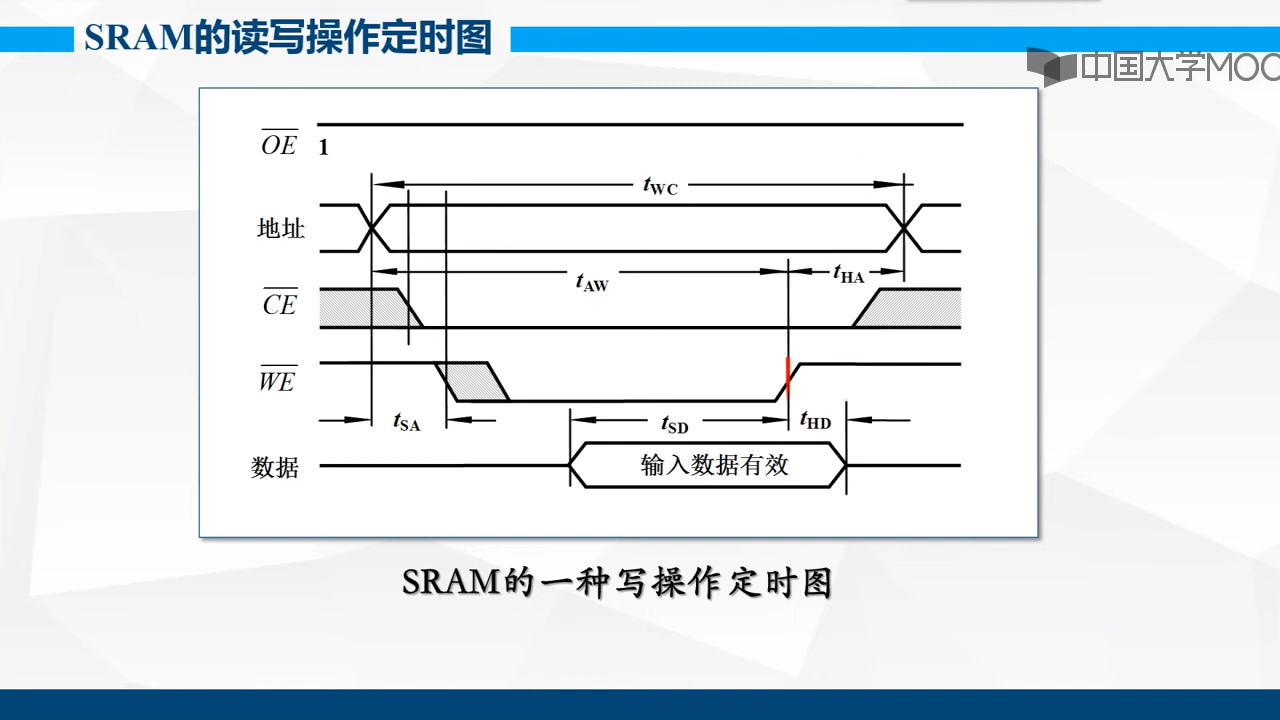 SRAM的读写操作定时图
中国大学MOO
OE 1
tWC
地址
tAW
tHA
CE
WE
tSA
tSD
tHD
数据
输入数据有效
SRAM的一种写操作定时图